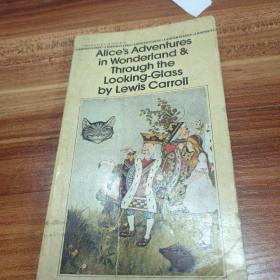 Alice's Adventures
in Wonderland &
Through the
Looking-Glass
by Lewis Carroll